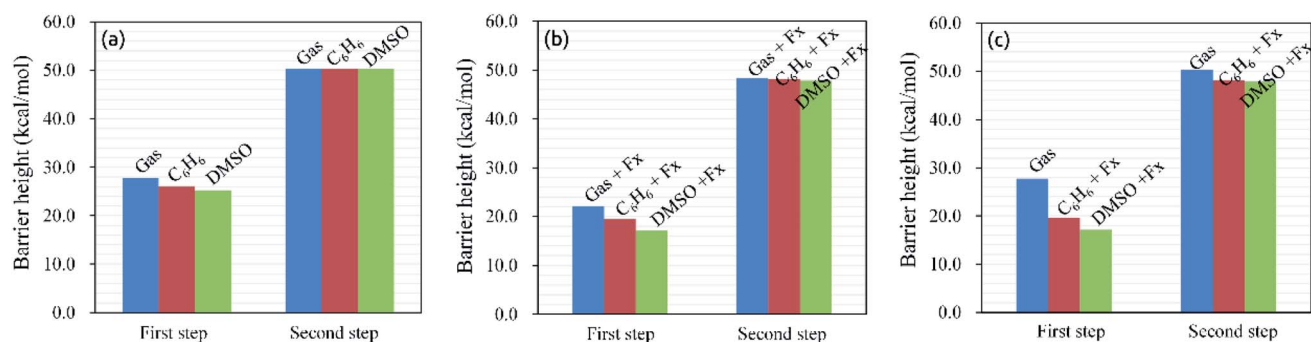 (a)
Barrier height (kcal/mol)
60.0
50.0
40.0
30.0
20.0
10.0
0.0
Gas
C₆H₆
DMSO
Gas
C₆H₆
DMSO
First step
Second step
(b)
Barrier height (kcal/mol)
60.0
50.0
40.0
30.0
20.0
10.0
0.0
Gas + Fx
C₆H₆ + Fx
DMSO +Fx
Gas + Fx
C₆H₆ + Fx
DMSO +Fx
First step
Second step
(c)
Barrier height (kcal/mol)
60.0
50.0
40.0
30.0
20.0
10.0
0.0
Gas
C₆H₆ + Fx
DMSO +Fx
Gas
C₆H₆ + Fx
DMSO +Fx
First step
Second step